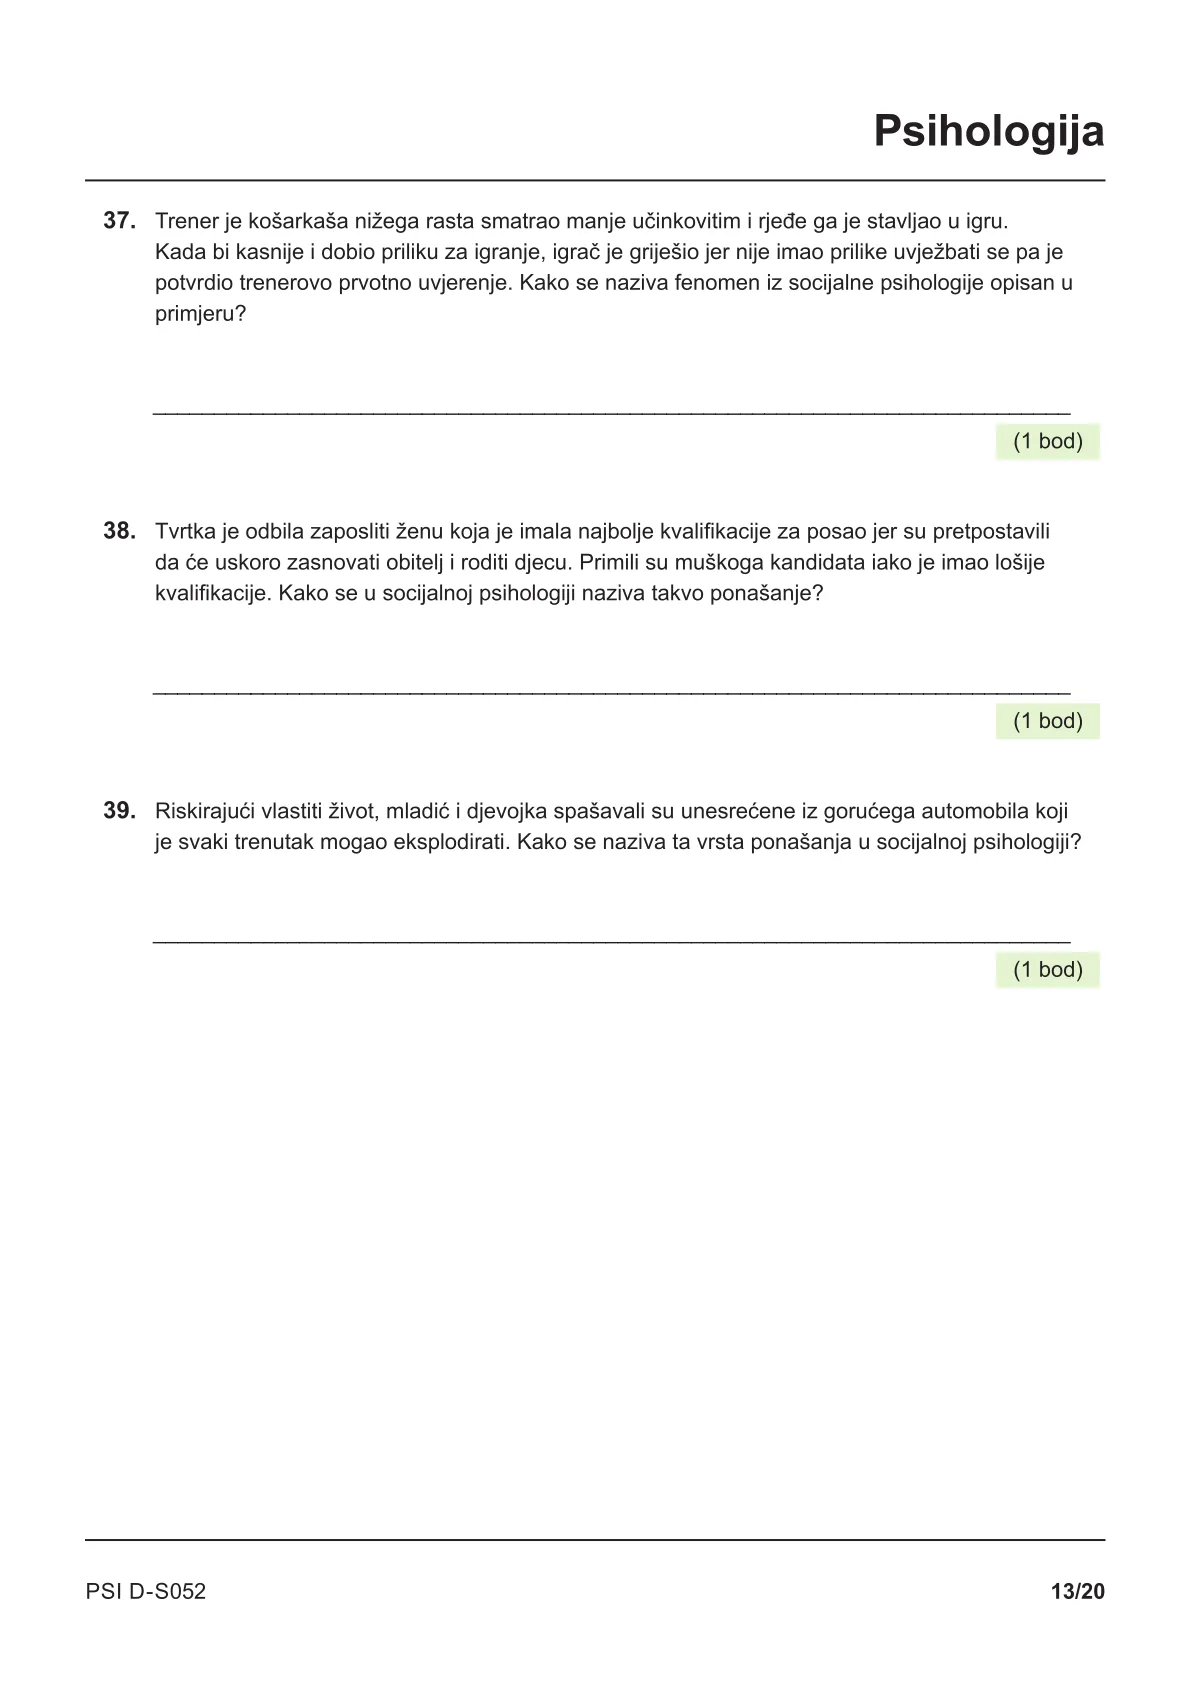 Psihologija
37. Trener je košarkaša nižega rasta smatrao manje učinkovitim i rjeđe ga je stavljao u igru.
Kada bi kasnije i dobio priliku za igranje, igrač je griješio jer nije imao prilike uvježbati se pa je
potvrdio trenerovo prvotno uvjerenje. Kako se naziva fenomen iz socijalne psihologije opisan u
primjeru?
(1 bod)
38. Tvrtka je odbila zaposliti ženu koja je imala najbolje kvalifikacije za posao jer su pretpostavili
da će uskoro zasnovati obitelj i roditi djecu. Primili su muškoga kandidata iako je imao lošije
kvalifikacije. Kako se u socijalnoj psihologiji naziva takvo ponašanje?
(1 bod)
39. Riskirajući vlastiti život, mladić i djevojka spašavali su unesrećene iz gorućega automobila koji
je svaki trenutak mogao eksplodirati. Kako se naziva ta vrsta ponašanja u socijalnoj psihologiji?
(1 bod)
PSI D-S052
13/20